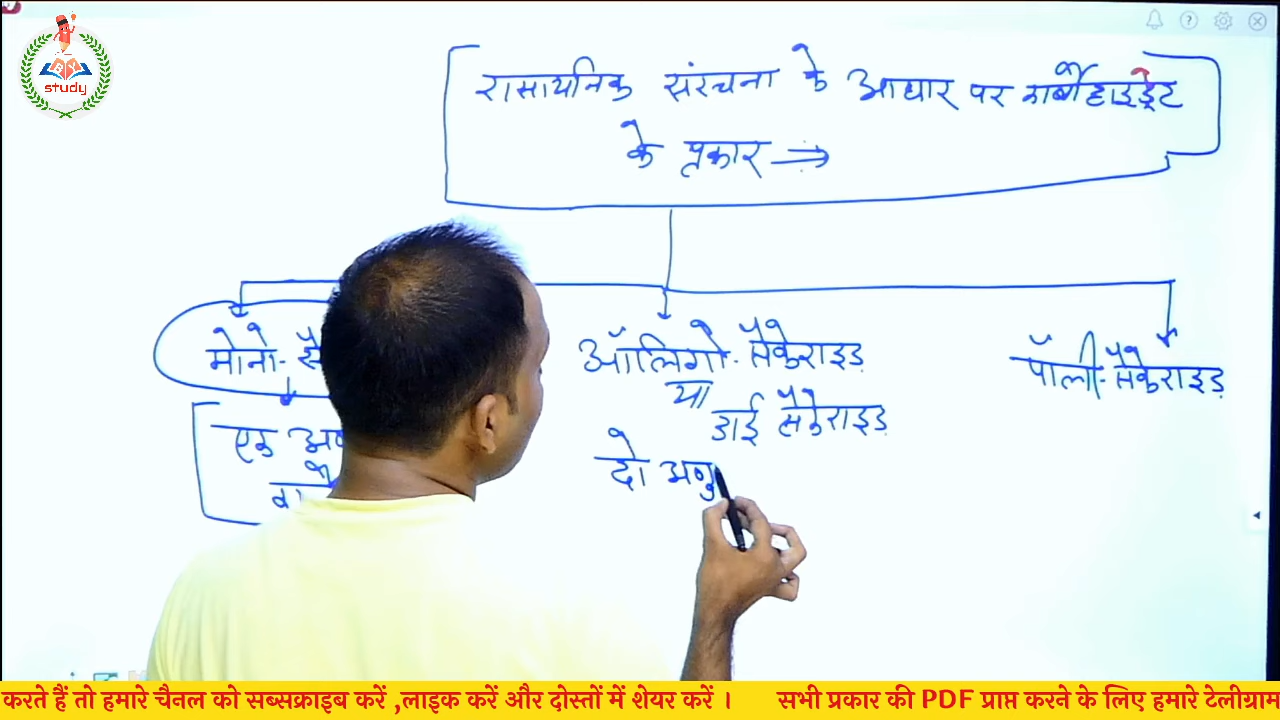 रासायनिक संरचना के आधार पर कार्बोहाइड्रेट
के प्रकार ⇒
मोनो-सै
ऑलिगो-सैकेराइड
या
डाई सैकेराइड
पॉली-सैकेराइड
एक
दो अणु
study
करते हैं तो हमारे चैनल को सब्सक्राइब करें ,लाइक करें और दोस्तों में शेयर करें । सभी प्रकार की PDF प्राप्त करने के लिए हमारे टेलीग्राम